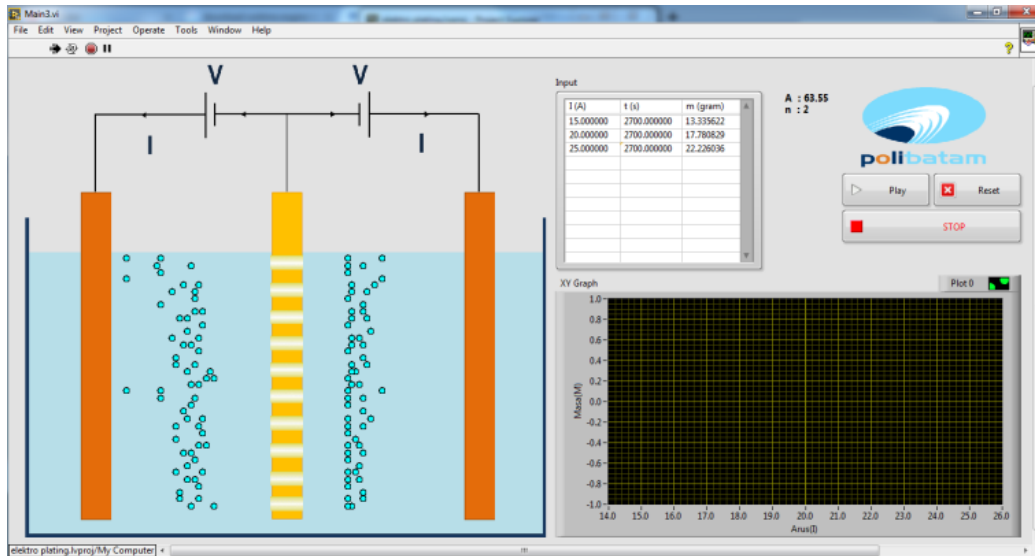 Main3.vi
File Edit View Project Operate Tools Window Help
V V
I I
Input
I (A) t (s) m (gram)
15.000000 2700.000000 13.335622
20.000000 2700.000000 17.780829
25.000000 2700.000000 22.226036
A : 63.55
n : 2
polibatam
Play Reset
STOP
XY Graph Plot 0
Masa(M)
1.0
0.8
0.6
0.4
0.2
0.0
-0.2
-0.4
-0.6
-0.8
-1.0
14.0 15.0 16.0 17.0 18.0 19.0 20.0 21.0 22.0 23.0 24.0 25.0 26.0
Arus(I)
elektro plating.lvproj/My Computer